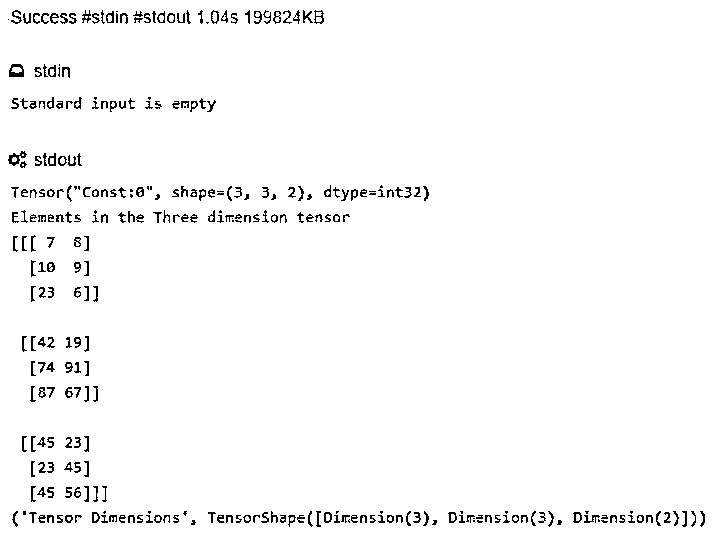 Success #stdin #stdout 1.04s 199824KB
stdin
Standard input is empty
stdout
Tensor("Const:0", shape=(3, 3, 2), dtype=int32)
Elements in the Three dimension tensor
[[[ 7  8]
  [10  9]
  [23  6]]
 [[42 19]
  [74 91]
  [87 67]]
 [[45 23]
  [23 45]
  [45 56]]]
('Tensor Dimensions', TensorShape([Dimension(3), Dimension(3), Dimension(2)]))